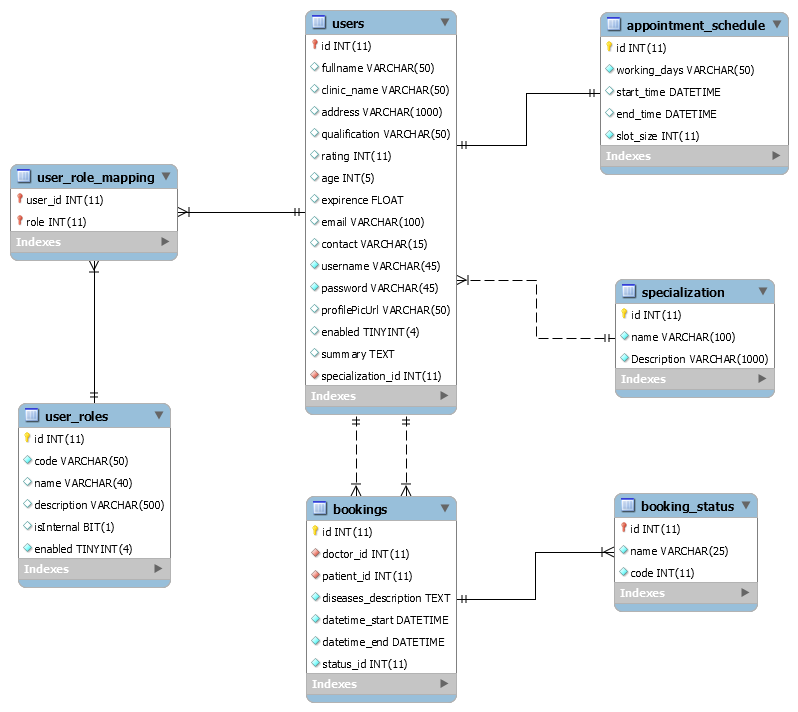 users
id INT(11)
fullname VARCHAR(50)
clinic_name VARCHAR(50)
address VARCHAR(1000)
qualification VARCHAR(50)
rating INT(11)
age INT(5)
expirence FLOAT
email VARCHAR(100)
contact VARCHAR(15)
username VARCHAR(45)
password VARCHAR(45)
profilePicUrl VARCHAR(50)
enabled TINYINT(4)
summary TEXT
specialization_id INT(11)
Indexes
appointment_schedule
id INT(11)
working_days VARCHAR(50)
start_time DATETIME
end_time DATETIME
slot_size INT(11)
Indexes
user_role_mapping
user_id INT(11)
role INT(11)
Indexes
specialization
id INT(11)
name VARCHAR(100)
Description VARCHAR(1000)
Indexes
user_roles
id INT(11)
code VARCHAR(50)
name VARCHAR(40)
description VARCHAR(500)
isInternal BIT(1)
enabled TINYINT(4)
Indexes
bookings
id INT(11)
doctor_id INT(11)
patient_id INT(11)
diseases_description TEXT
datetime_start DATETIME
datetime_end DATETIME
status_id INT(11)
Indexes
booking_status
id INT(11)
name VARCHAR(25)
code INT(11)
Indexes